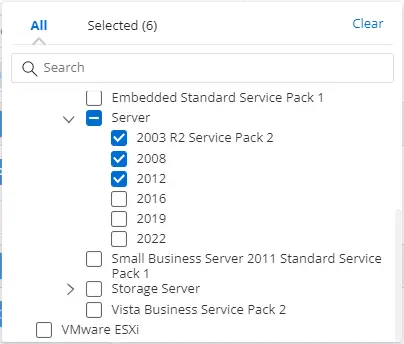 All
Selected (6)
Clear
Search
Embedded Standard Service Pack 1
Server
2003 R2 Service Pack 2
2008
2012
2016
2019
2022
Small Business Server 2011 Standard Service
Pack 1
Storage Server
Vista Business Service Pack 2
VMware ESXi